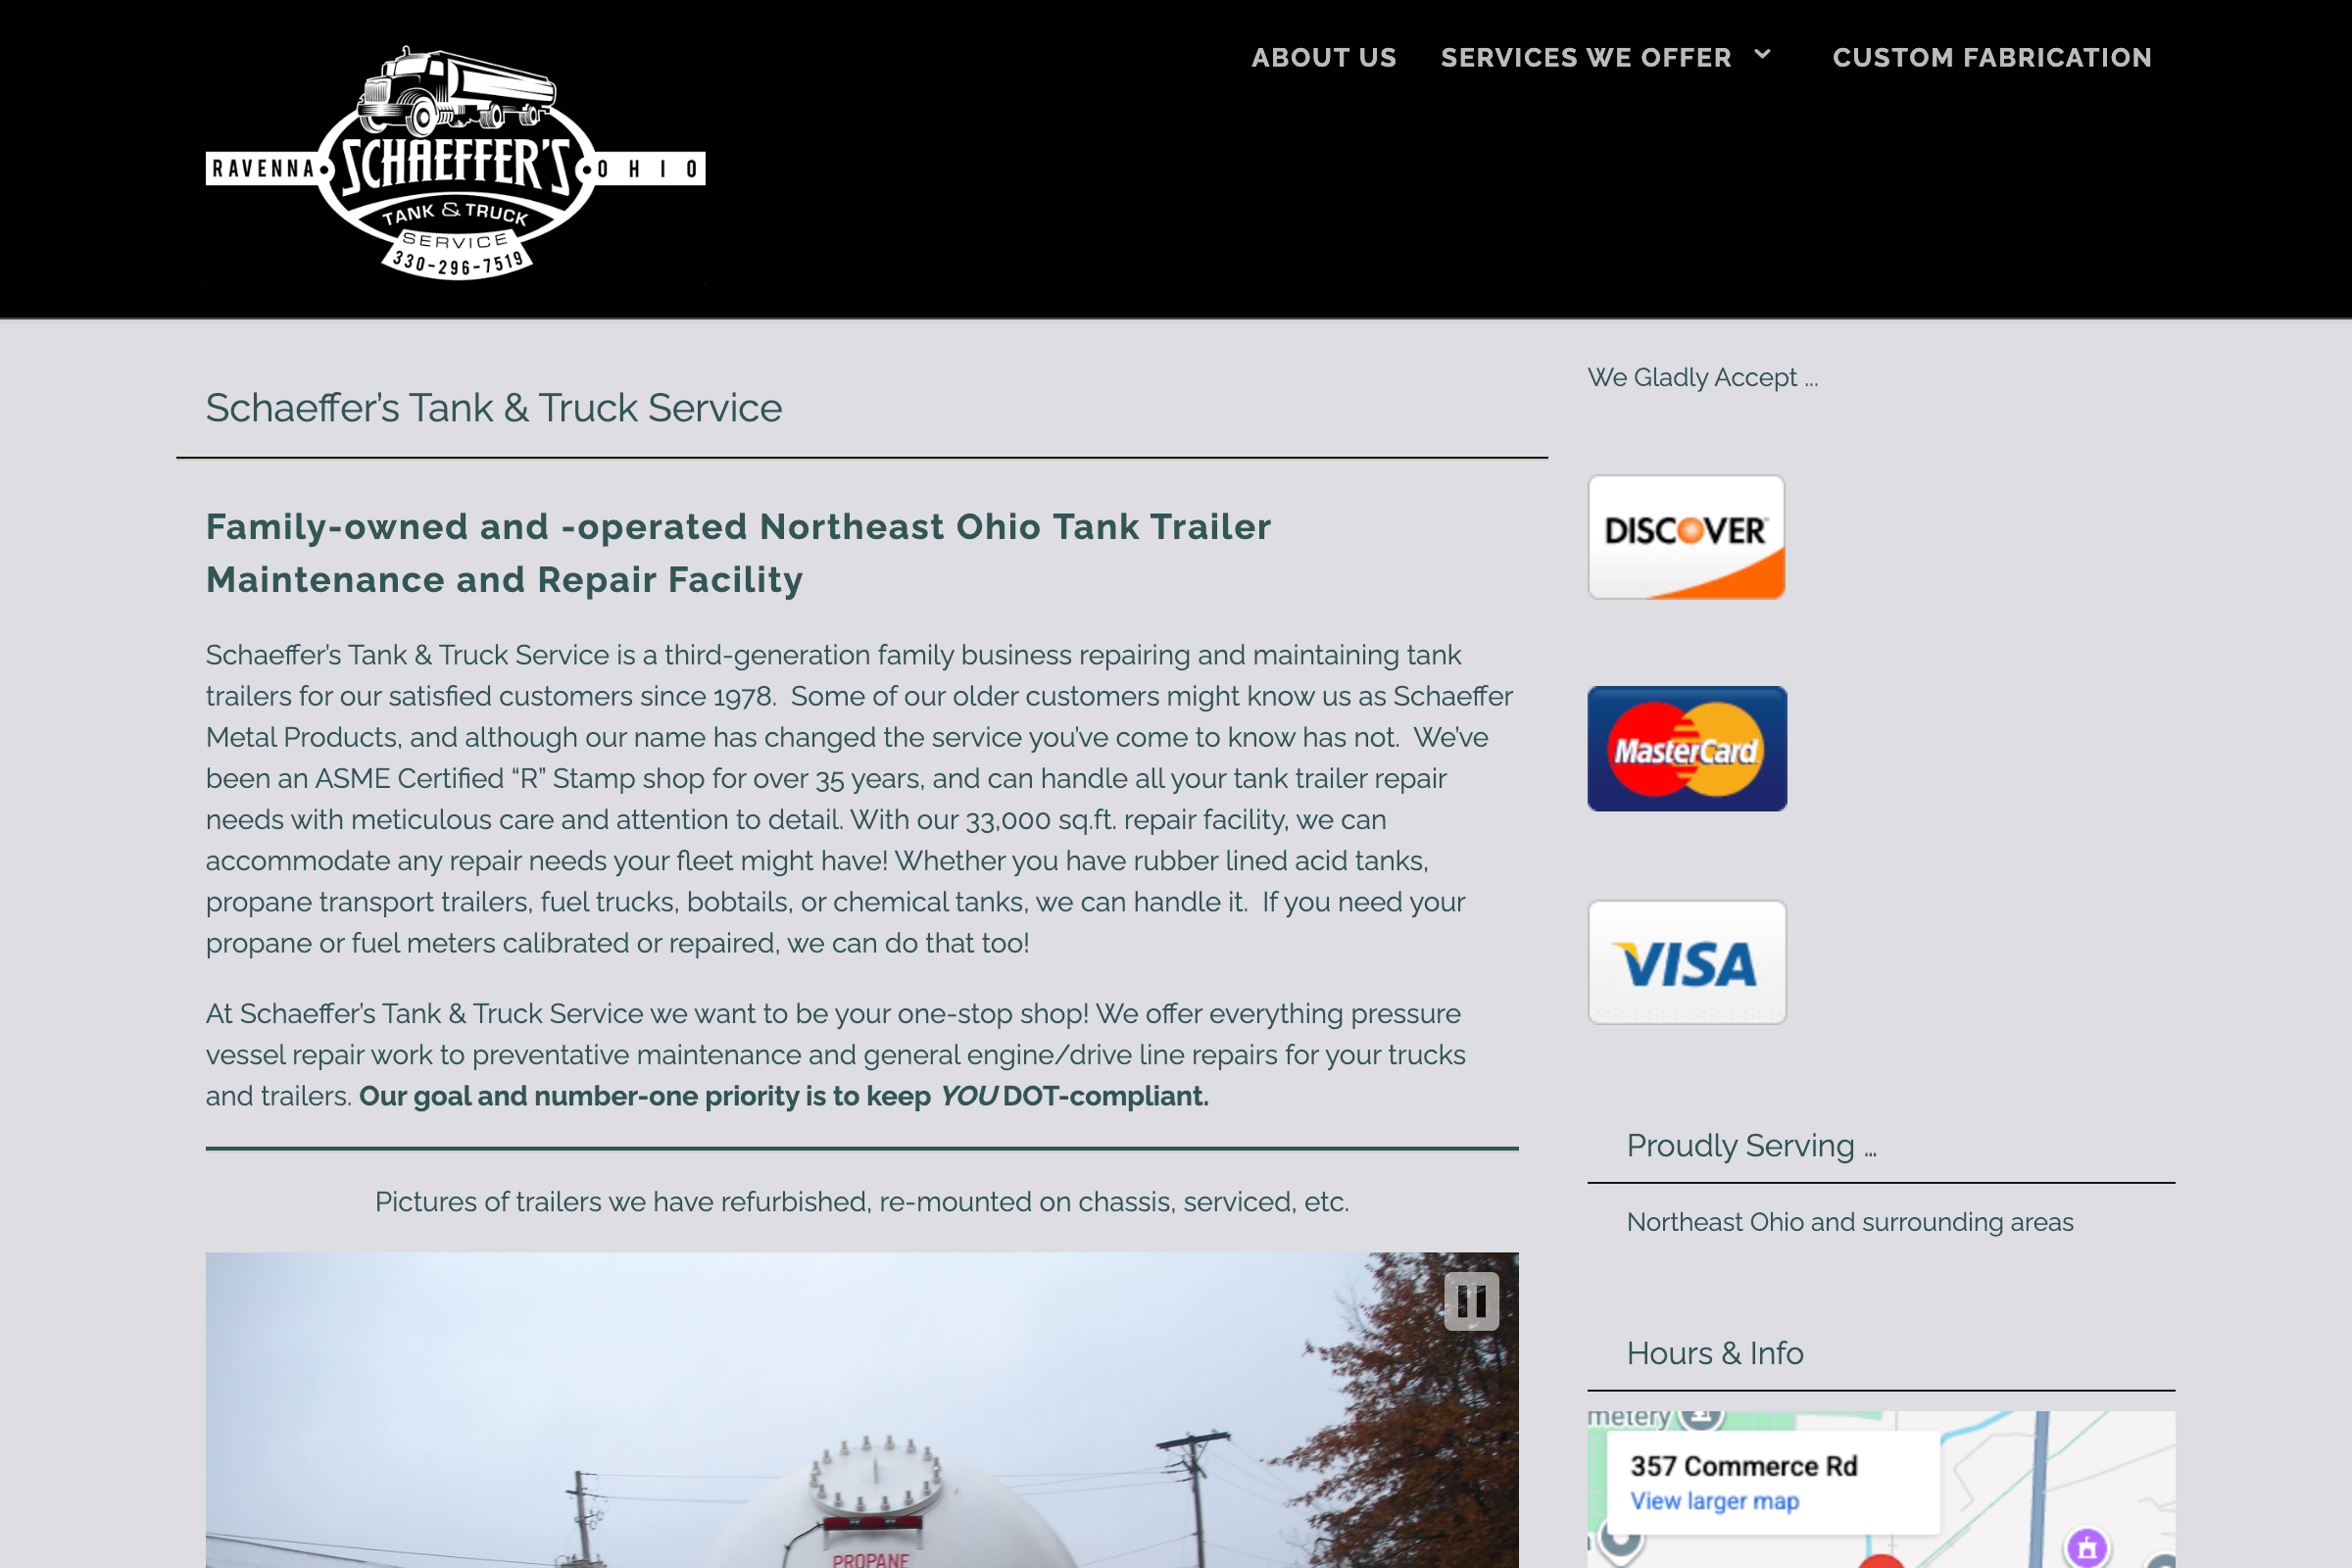 RAVENNA
SCHAEFFER'S
OHIO
TANK & TRUCK
SERVICE
330-296-7519
ABOUT US
SERVICES WE OFFER
CUSTOM FABRICATION
Schaeffer's Tank & Truck Service
Family-owned and -operated Northeast Ohio Tank Trailer
Maintenance and Repair Facility
Schaeffer's Tank & Truck Service is a third-generation family business repairing and maintaining tank
trailers for our satisfied customers since 1978.  Some of our older customers might know us as Schaeffer
Metal Products, and although our name has changed the service you've come to know has not.  We've
been an ASME Certified “R” Stamp shop for over 35 years, and can handle all your tank trailer repair
needs with meticulous care and attention to detail. With our 33,000 sq.ft. repair facility, we can
accommodate any repair needs your fleet might have! Whether you have rubber lined acid tanks,
propane transport trailers, fuel trucks, bobtails, or chemical tanks, we can handle it.  If you need your
propane or fuel meters calibrated or repaired, we can do that too!
At Schaeffer's Tank & Truck Service we want to be your one-stop shop! We offer everything pressure
vessel repair work to preventative maintenance and general engine/drive line repairs for your trucks
and trailers. Our goal and number-one priority is to keep YOU DOT-compliant.
Pictures of trailers we have refurbished, re-mounted on chassis, serviced, etc.
PROPANE
We Gladly Accept ...
DISCOVER
MasterCard
VISA
Proudly Serving ...
Northeast Ohio and surrounding areas
Hours & Info
metery
357 Commerce Rd
View larger map